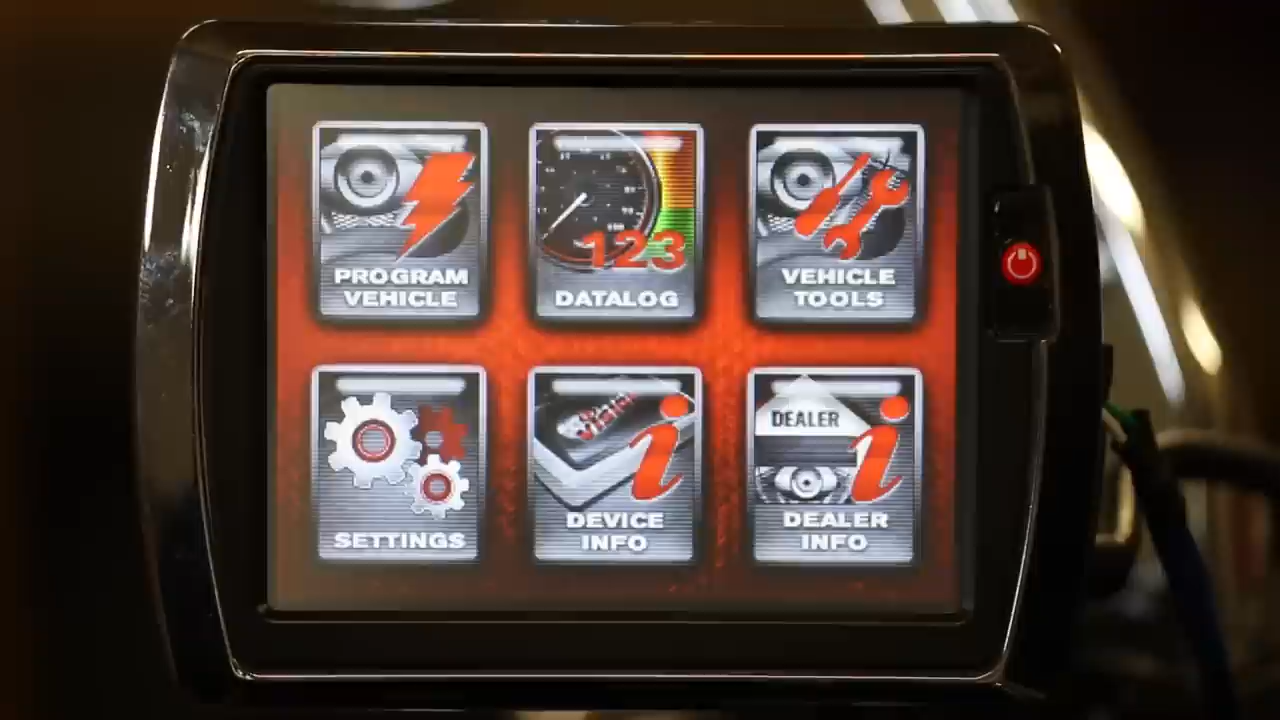 PROGRAM
VEHICLE
123
DATALOG
VEHICLE
TOOLS
SETTINGS
DEVICE
INFO
DEALER
DEALER
INFO